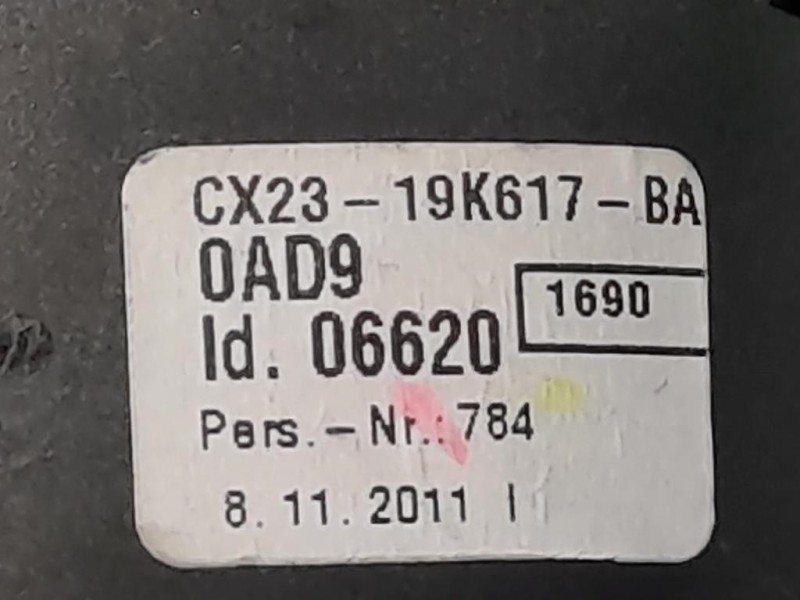 CX23-19K617-BA
0AD9
1690
Id. 06620
Pers.-Nr.: 784
8.11.2011 I